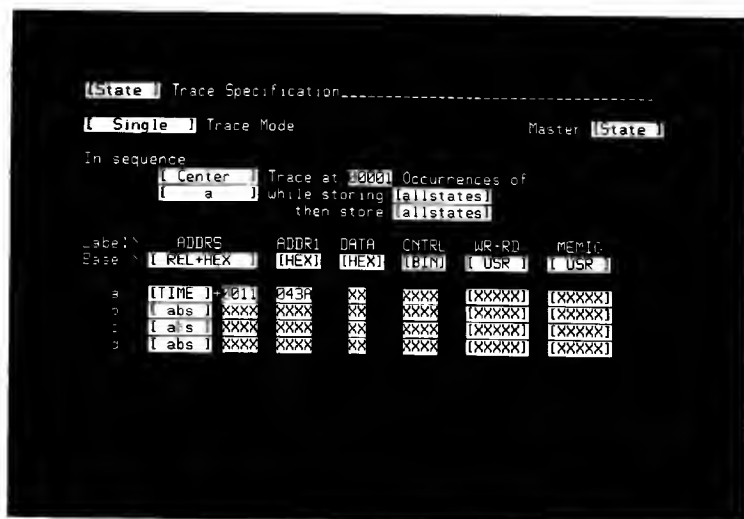 [State ] Trace Specification
[ Single ] Trace Mode Master [State ]
In sequence
[ Center ] Trace at 00001 Occurrences of
[ a ] while storing [allstates]
then store [allstates]
Label> ADDRS ADDR1 DATA CNTRL WR-RD MEMIO
Base > [ REL+HEX ] [HEX] [HEX] [BIN] [ USR ] [ USR ]
a [TIME ]+0011 043A XX XXXX [XXXXX] [XXXXX]
b [ abs ] XXXX XXXX XX XXXX [XXXXX] [XXXXX]
c [ abs ] XXXX XXXX XX XXXX [XXXXX] [XXXXX]
d [ abs ] XXXX XXXX XX XXXX [XXXXX] [XXXXX]